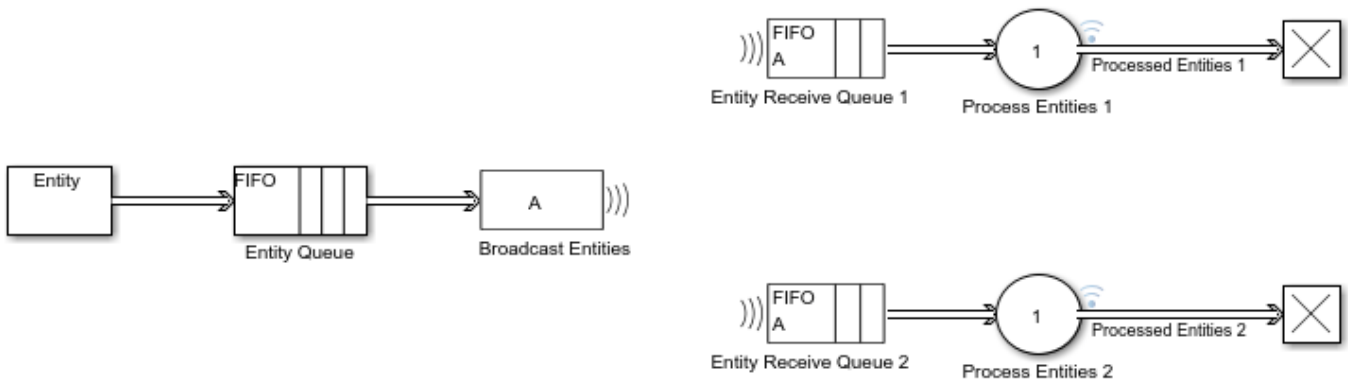 FIFO
A
Entity Receive Queue 1
1
Process Entities 1
Processed Entities 1
Entity
FIFO
Entity Queue
A
Broadcast Entities
FIFO
A
Entity Receive Queue 2
1
Process Entities 2
Processed Entities 2